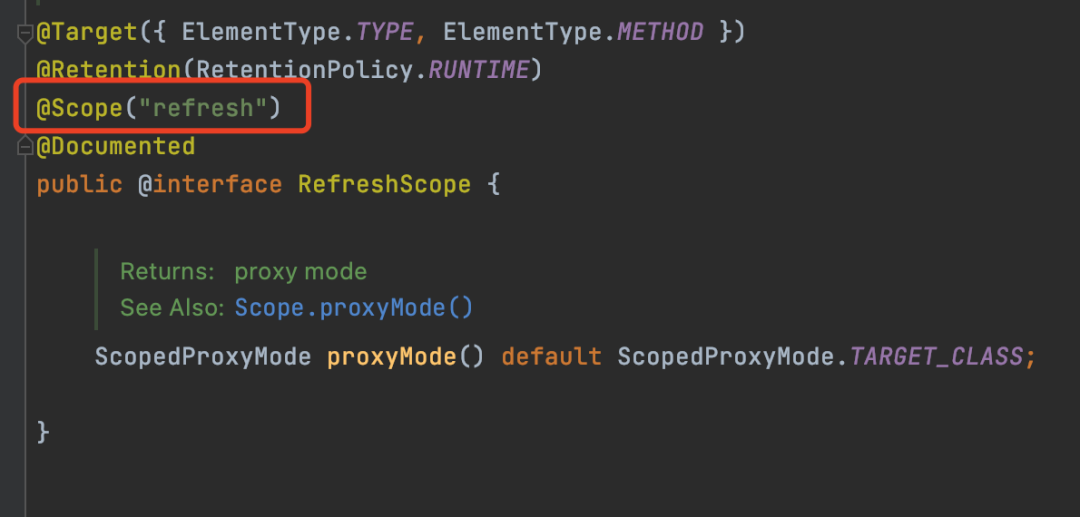 @Target({ ElementType.TYPE, ElementType.METHOD })
@Retention(RetentionPolicy.RUNTIME)
@Scope("refresh")
@Documented
public @interface RefreshScope {
Returns: proxy mode
See Also: Scope.proxyMode()
ScopedProxyMode proxyMode() default ScopedProxyMode.TARGET_CLASS;
}